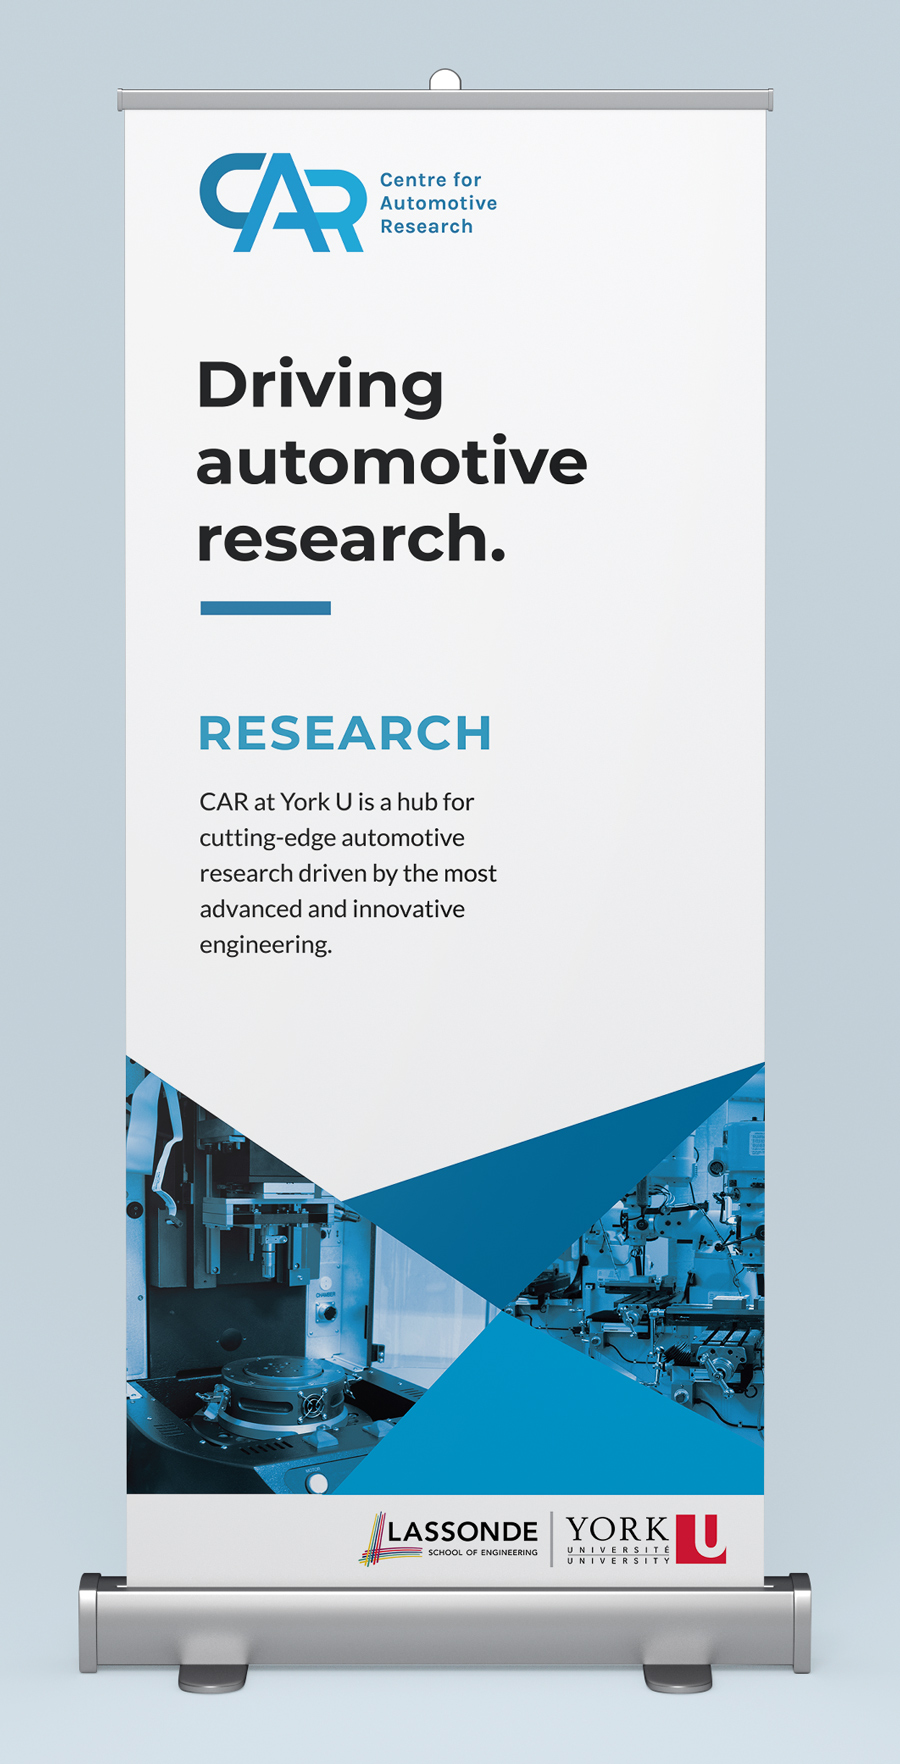 CAR
Centre for
Automotive
Research
Driving
automotive
research.
RESEARCH
CAR at York U is a hub for
cutting-edge automotive
research driven by the most
advanced and innovative
engineering.
CHAMBER
LASSONDE
SCHOOL OF ENGINEERING
YORK U
UNIVERSITÉ
UNIVERSITY